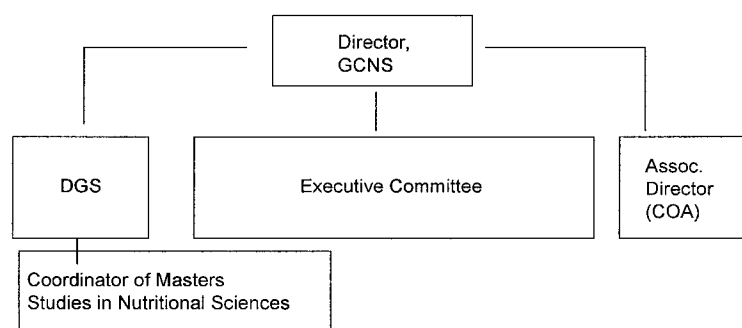 Director,
GCNS
DGS
Executive Committee
Assoc.
Director
(COA)
Coordinator of Masters
Studies in Nutritional Sciences